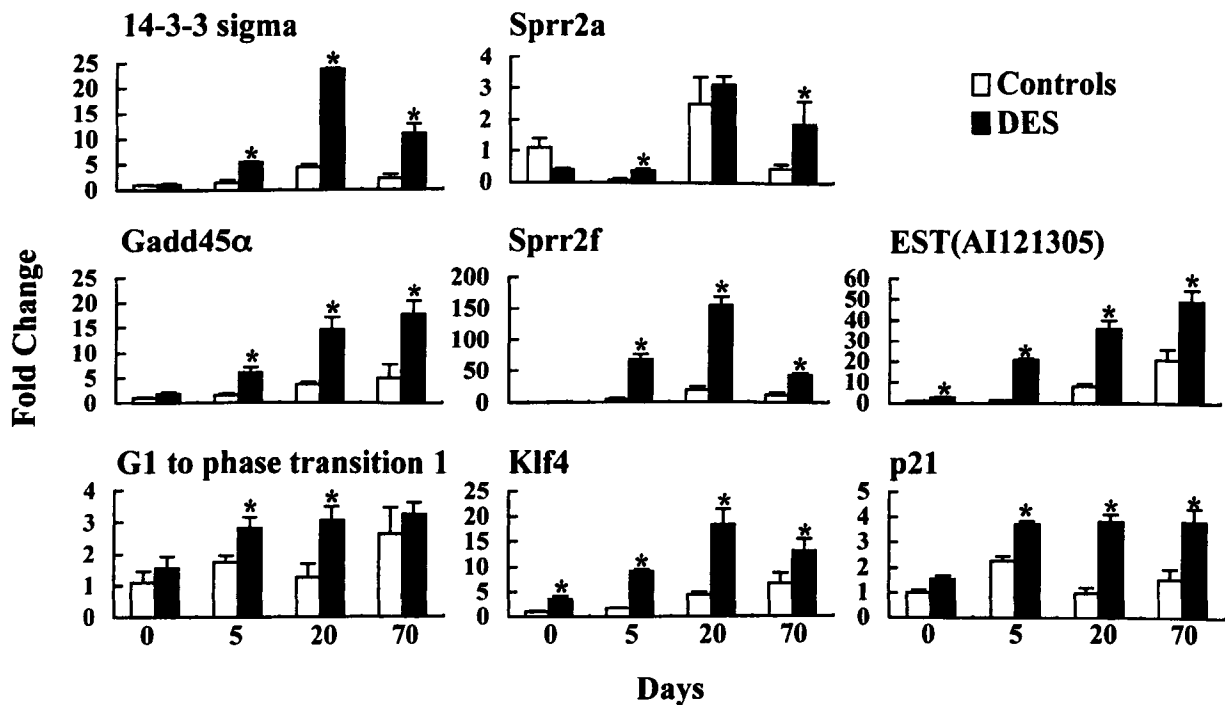 14-3-3 sigma
25
20
15
10
5
0
* * *
Sprr2a
4
3
2
1
0
* *
Controls
DES
Fold Change
Gadd45α
25
20
15
10
5
0
* * *
Sprr2f
200
150
100
50
0
* * *
EST(AI121305)
60
50
40
30
20
10
0
* * * *
G1 to phase transition 1
4
3
2
1
0
* *
0 5 20 70
Klf4
25
20
15
10
5
0
* * * *
0 5 20 70
p21
5
4
3
2
1
0
* * *
0 5 20 70
Days